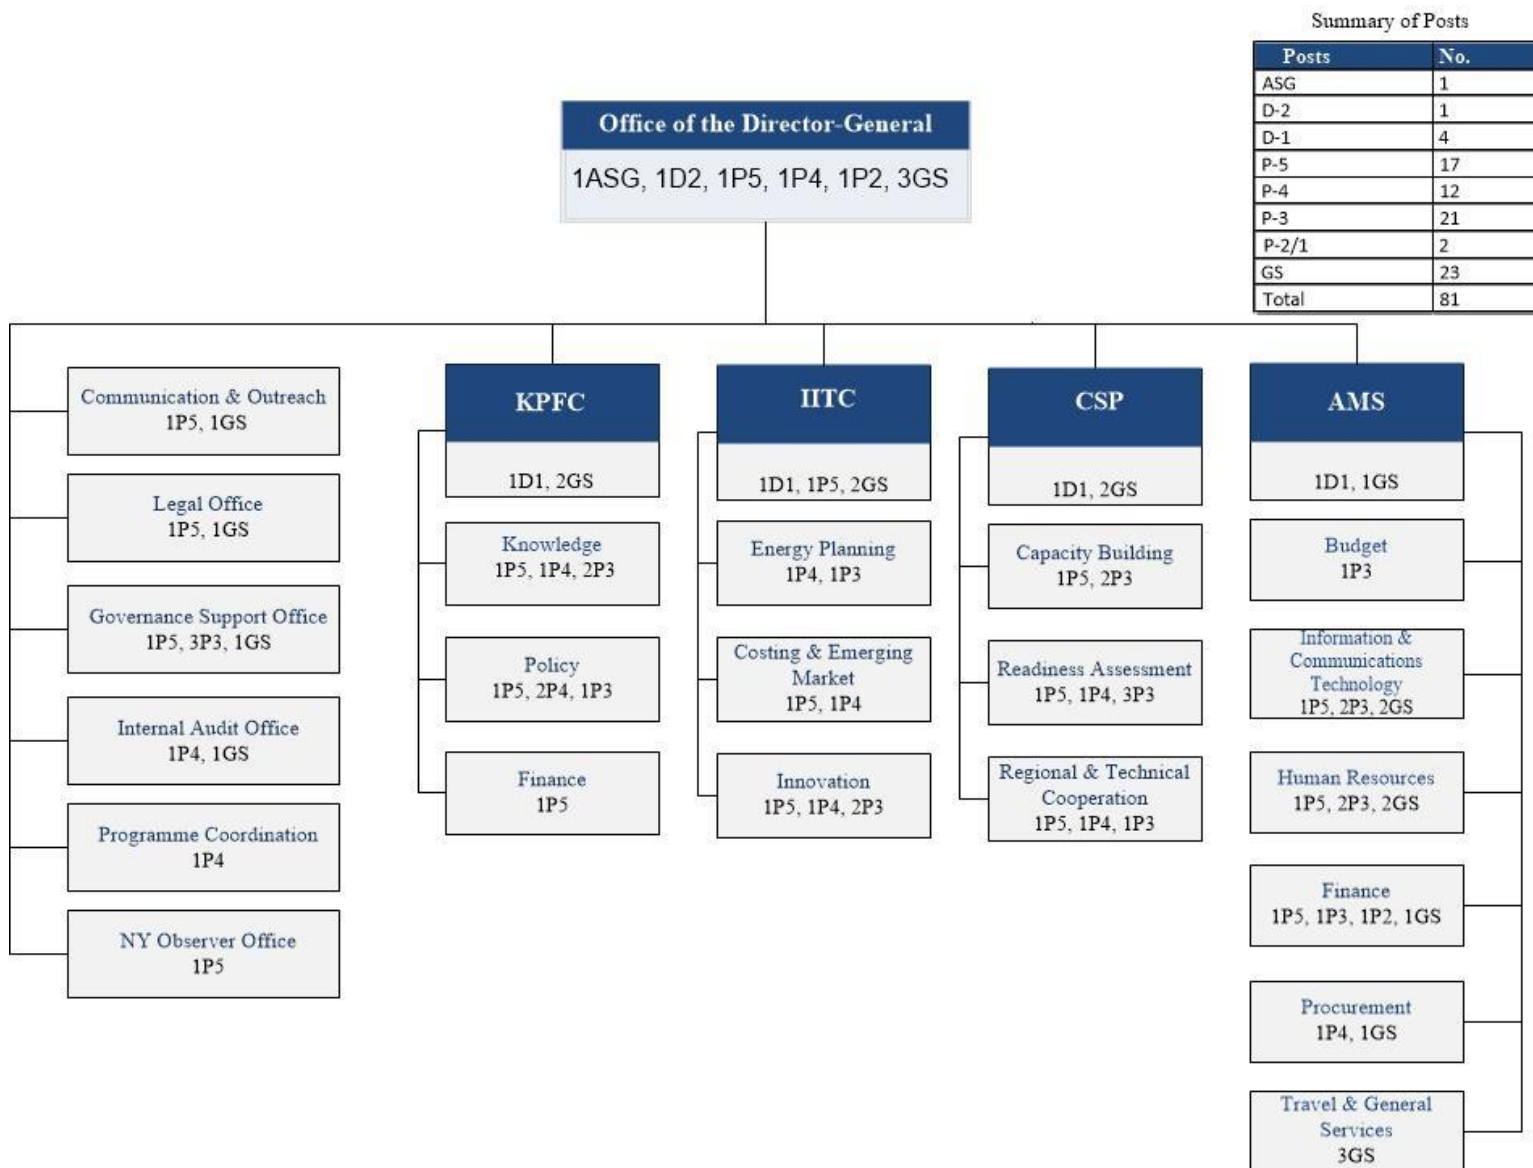 Summary of Posts
Posts No.
ASG 1
D-2 1
D-1 4
P-5 17
P-4 12
P-3 21
P-2/1 2
GS 23
Total 81
Office of the Director-General
1ASG, 1D2, 1P5, 1P4, 1P2, 3GS
Communication & Outreach
1P5, 1GS
Legal Office
1P5, 1GS
Governance Support Office
1P5, 3P3, 1GS
Internal Audit Office
1P4, 1GS
Programme Coordination
1P4
NY Observer Office
1P5
KPFC
1D1, 2GS
Knowledge
1P5, 1P4, 2P3
Policy
1P5, 2P4, 1P3
Finance
1P5
IITC
1D1, 1P5, 2GS
Energy Planning
1P4, 1P3
Costing & Emerging
Market
1P5, 1P4
Innovation
1P5, 1P4, 2P3
CSP
1D1, 2GS
Capacity Building
1P5, 2P3
Readiness Assessment
1P5, 1P4, 3P3
Regional & Technical
Cooperation
1P5, 1P4, 1P3
AMS
1D1, 1GS
Budget
1P3
Information &
Communications
Technology
1P5, 2P3, 2GS
Human Resources
1P5, 2P3, 2GS
Finance
1P5, 1P3, 1P2, 1GS
Procurement
1P4, 1GS
Travel & General
Services
3GS